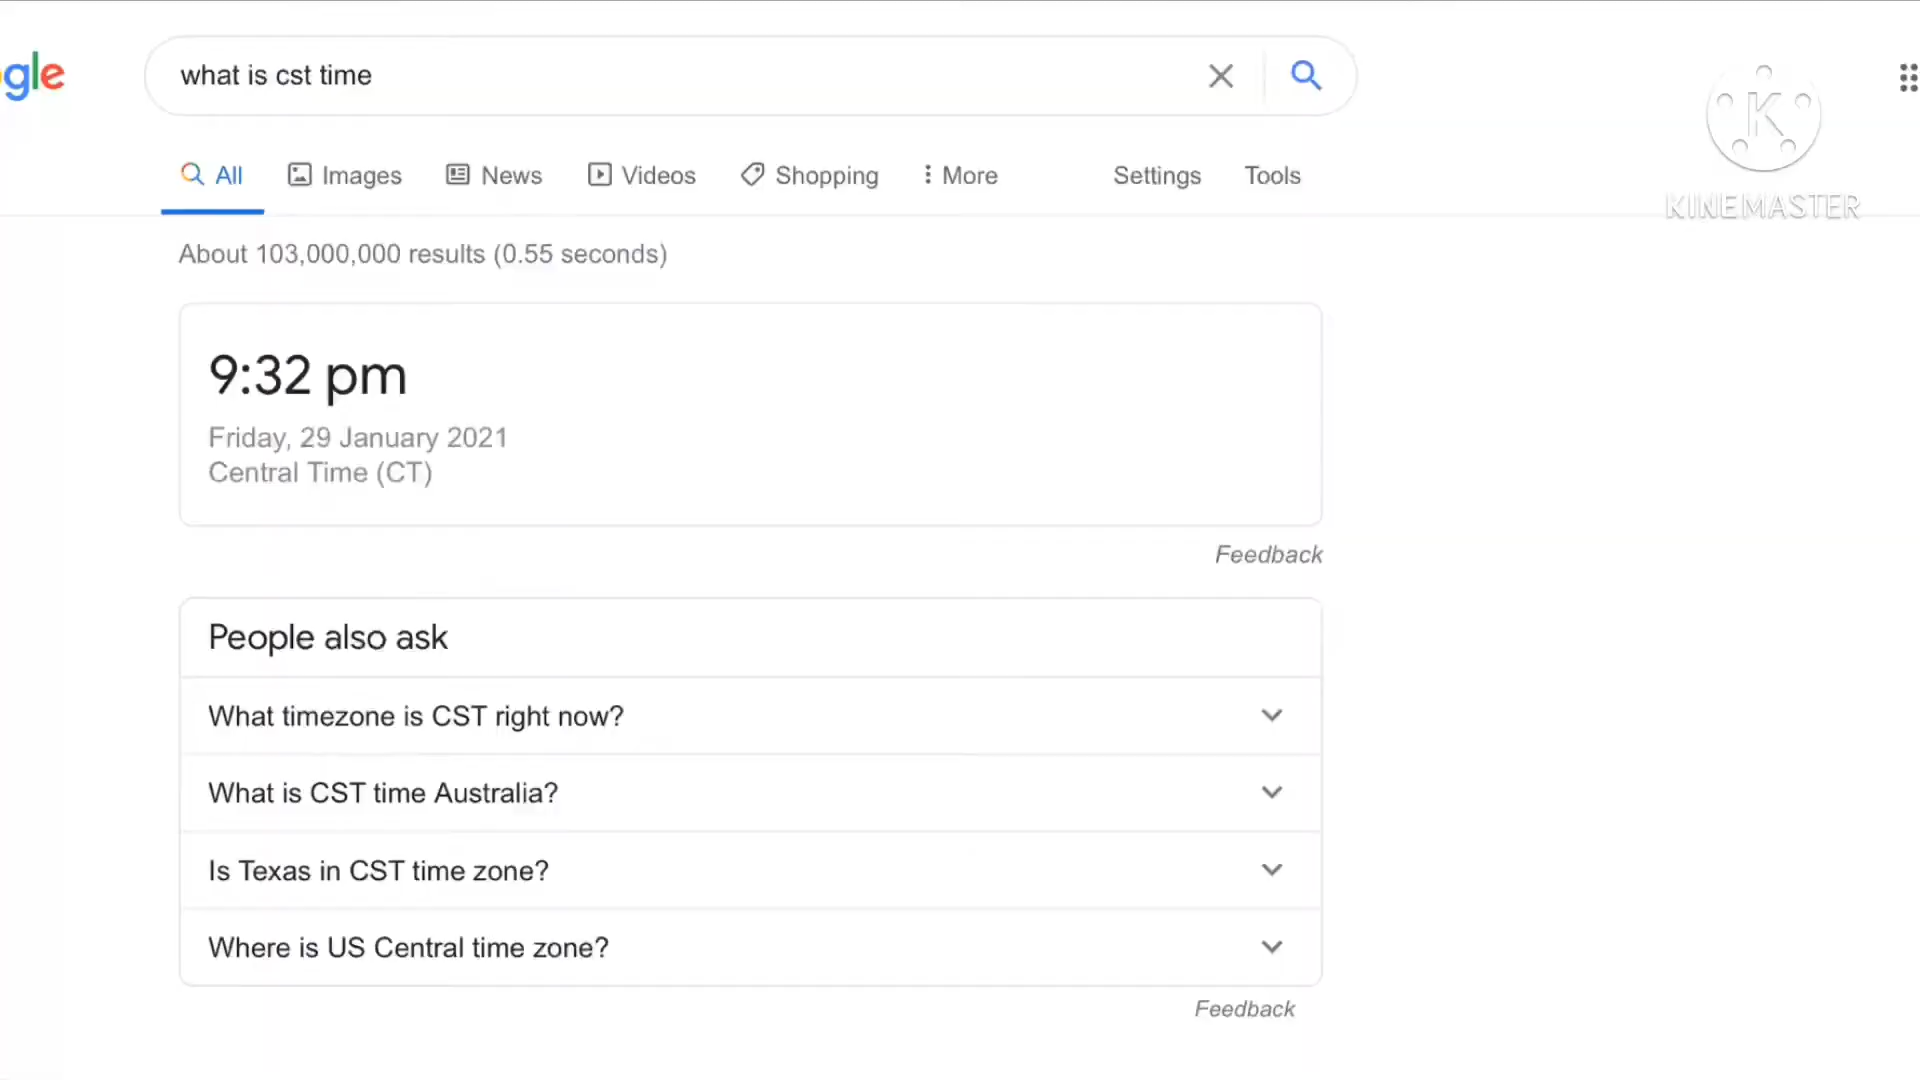 gle
what is cst time
All Images News Videos Shopping More Settings Tools
K
KINEMASTER
About 103,000,000 results (0.55 seconds)
9:32 pm
Friday, 29 January 2021
Central Time (CT)
Feedback
People also ask
What timezone is CST right now?
What is CST time Australia?
Is Texas in CST time zone?
Where is US Central time zone?
Feedback